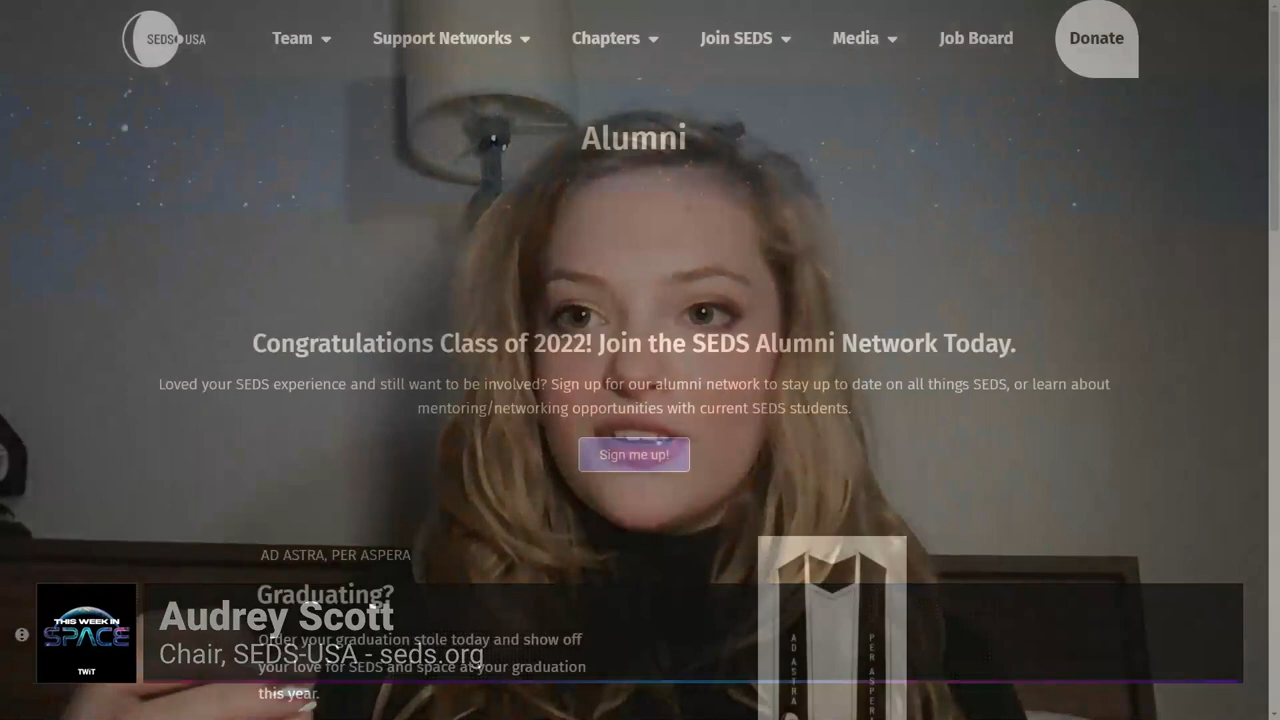 SEDS USA
Team
Support Networks
Chapters
Join SEDS
Media
Job Board
Donate
Alumni
Congratulations Class of 2022! Join the SEDS Alumni Network Today.
Loved your SEDS experience and still want to be involved? Sign up for our alumni network to stay up to date on all things SEDS, or learn about
mentoring/networking opportunities with current SEDS students.
Sign me up!
AD ASTRA, PER ASPERA
Graduating?
Order your graduation stole today and show off
your love for SEDS and space at your graduation
this year.
AD ASTRA
PER ASPERA
THIS WEEK IN
SPACE
TWiT
Audrey Scott
Chair, SEDS-USA - seds.org